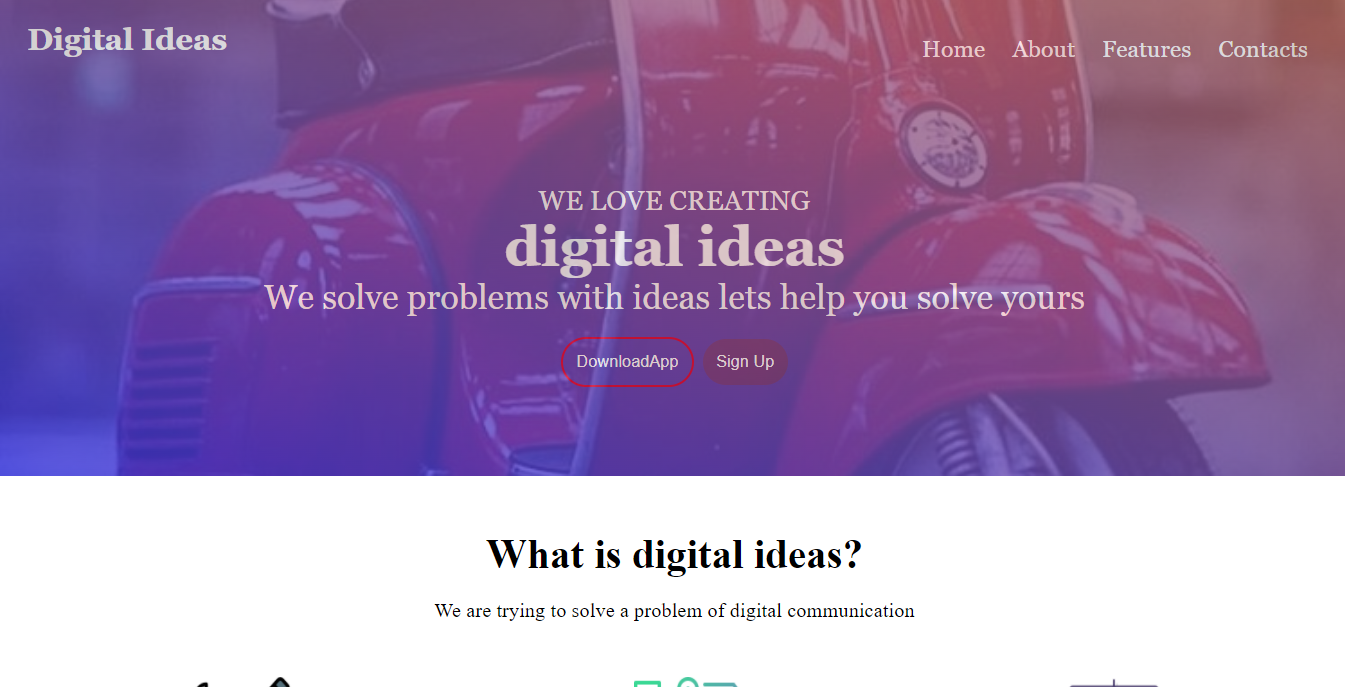 Digital Ideas
Home About Features Contacts
WE LOVE CREATING
digital ideas
We solve problems with ideas lets help you solve yours
DownloadApp Sign Up
What is digital ideas?
We are trying to solve a problem of digital communication